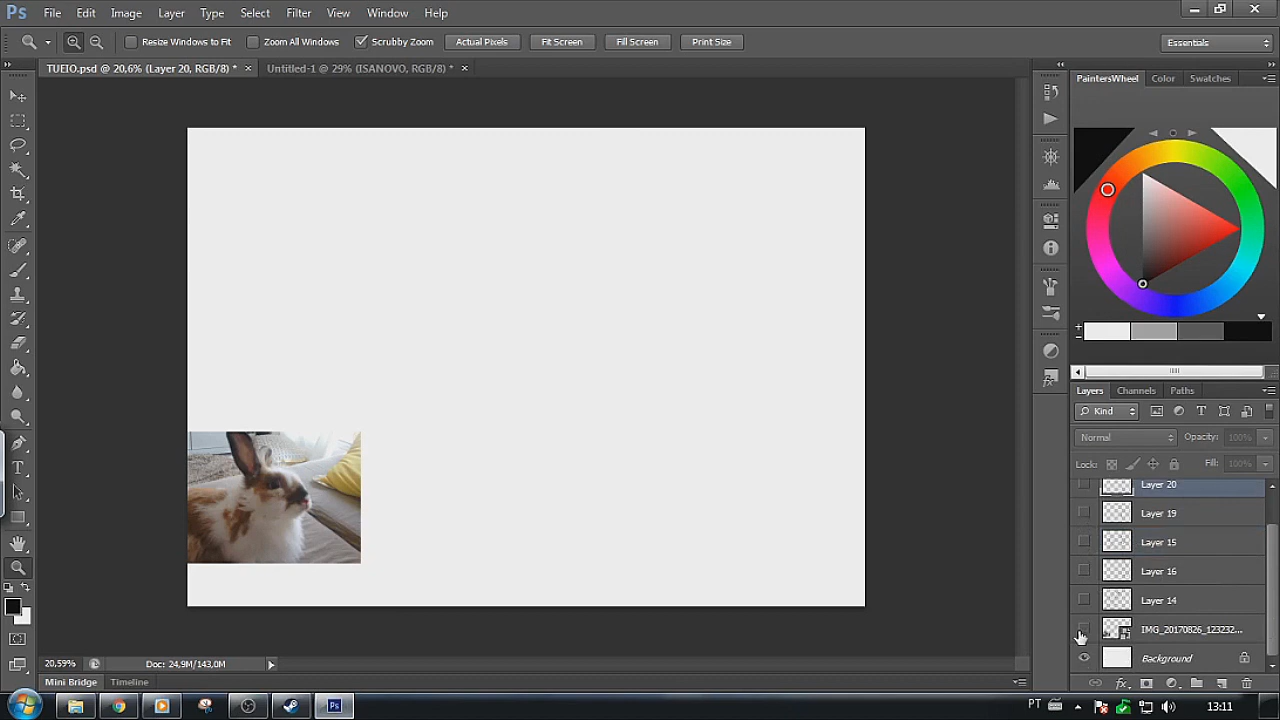 Ps File Edit Image Layer Type Select Filter View Window Help
Resize Windows to Fit Zoom All Windows Scrubby Zoom Actual Pixels Fit Screen Fill Screen Print Size Essentials
TUEIO.psd @ 20,6% (Layer 20, RGB/8) * × Untitled-1 @ 29% (ISANOVO, RGB/8) * ×
PaintersWheel Color Swatches
Layers Channels Paths
Kind
Normal Opacity: 100%
Lock: Fill: 100%
Layer 20
Layer 19
Layer 15
Layer 16
Layer 14
IMG_20170826_123232...
Background
20,59% Doc: 24,9M/143,0M
Mini Bridge Timeline
Ps PT 13:11